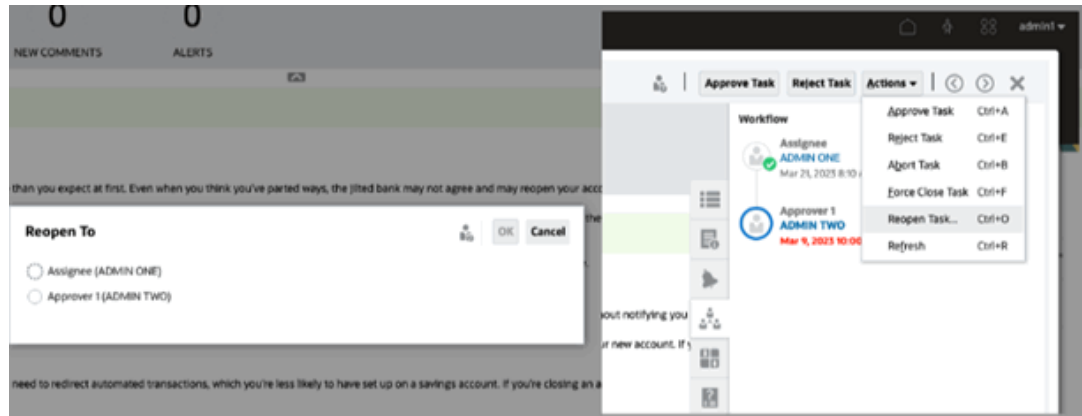 0
0
NEW COMMENTS
ALERTS
than you expect at first. Even when you think you've parted ways, the jilted bank may not agree and may reopen your acco
the
Reopen To
OK
Cancel
Assignee (ADMIN ONE)
Approver 1 (ADMIN TWO)
need to redirect automated transactions, which you're less likely to have set up on a savings account. If you're closing an a
admin1
Approve Task
Reject Task
Actions
Workflow
Assignee
ADMIN ONE
Mar 21, 2023 8:10
Approver 1
ADMIN TWO
Mar 9, 2023 10:00
Approve Task Ctrl+A
Reject Task Ctrl+E
Abort Task Ctrl+B
Force Close Task Ctrl+F
Reopen Task... Ctrl+O
Refresh Ctrl+R
out notifying you
r new account. If y